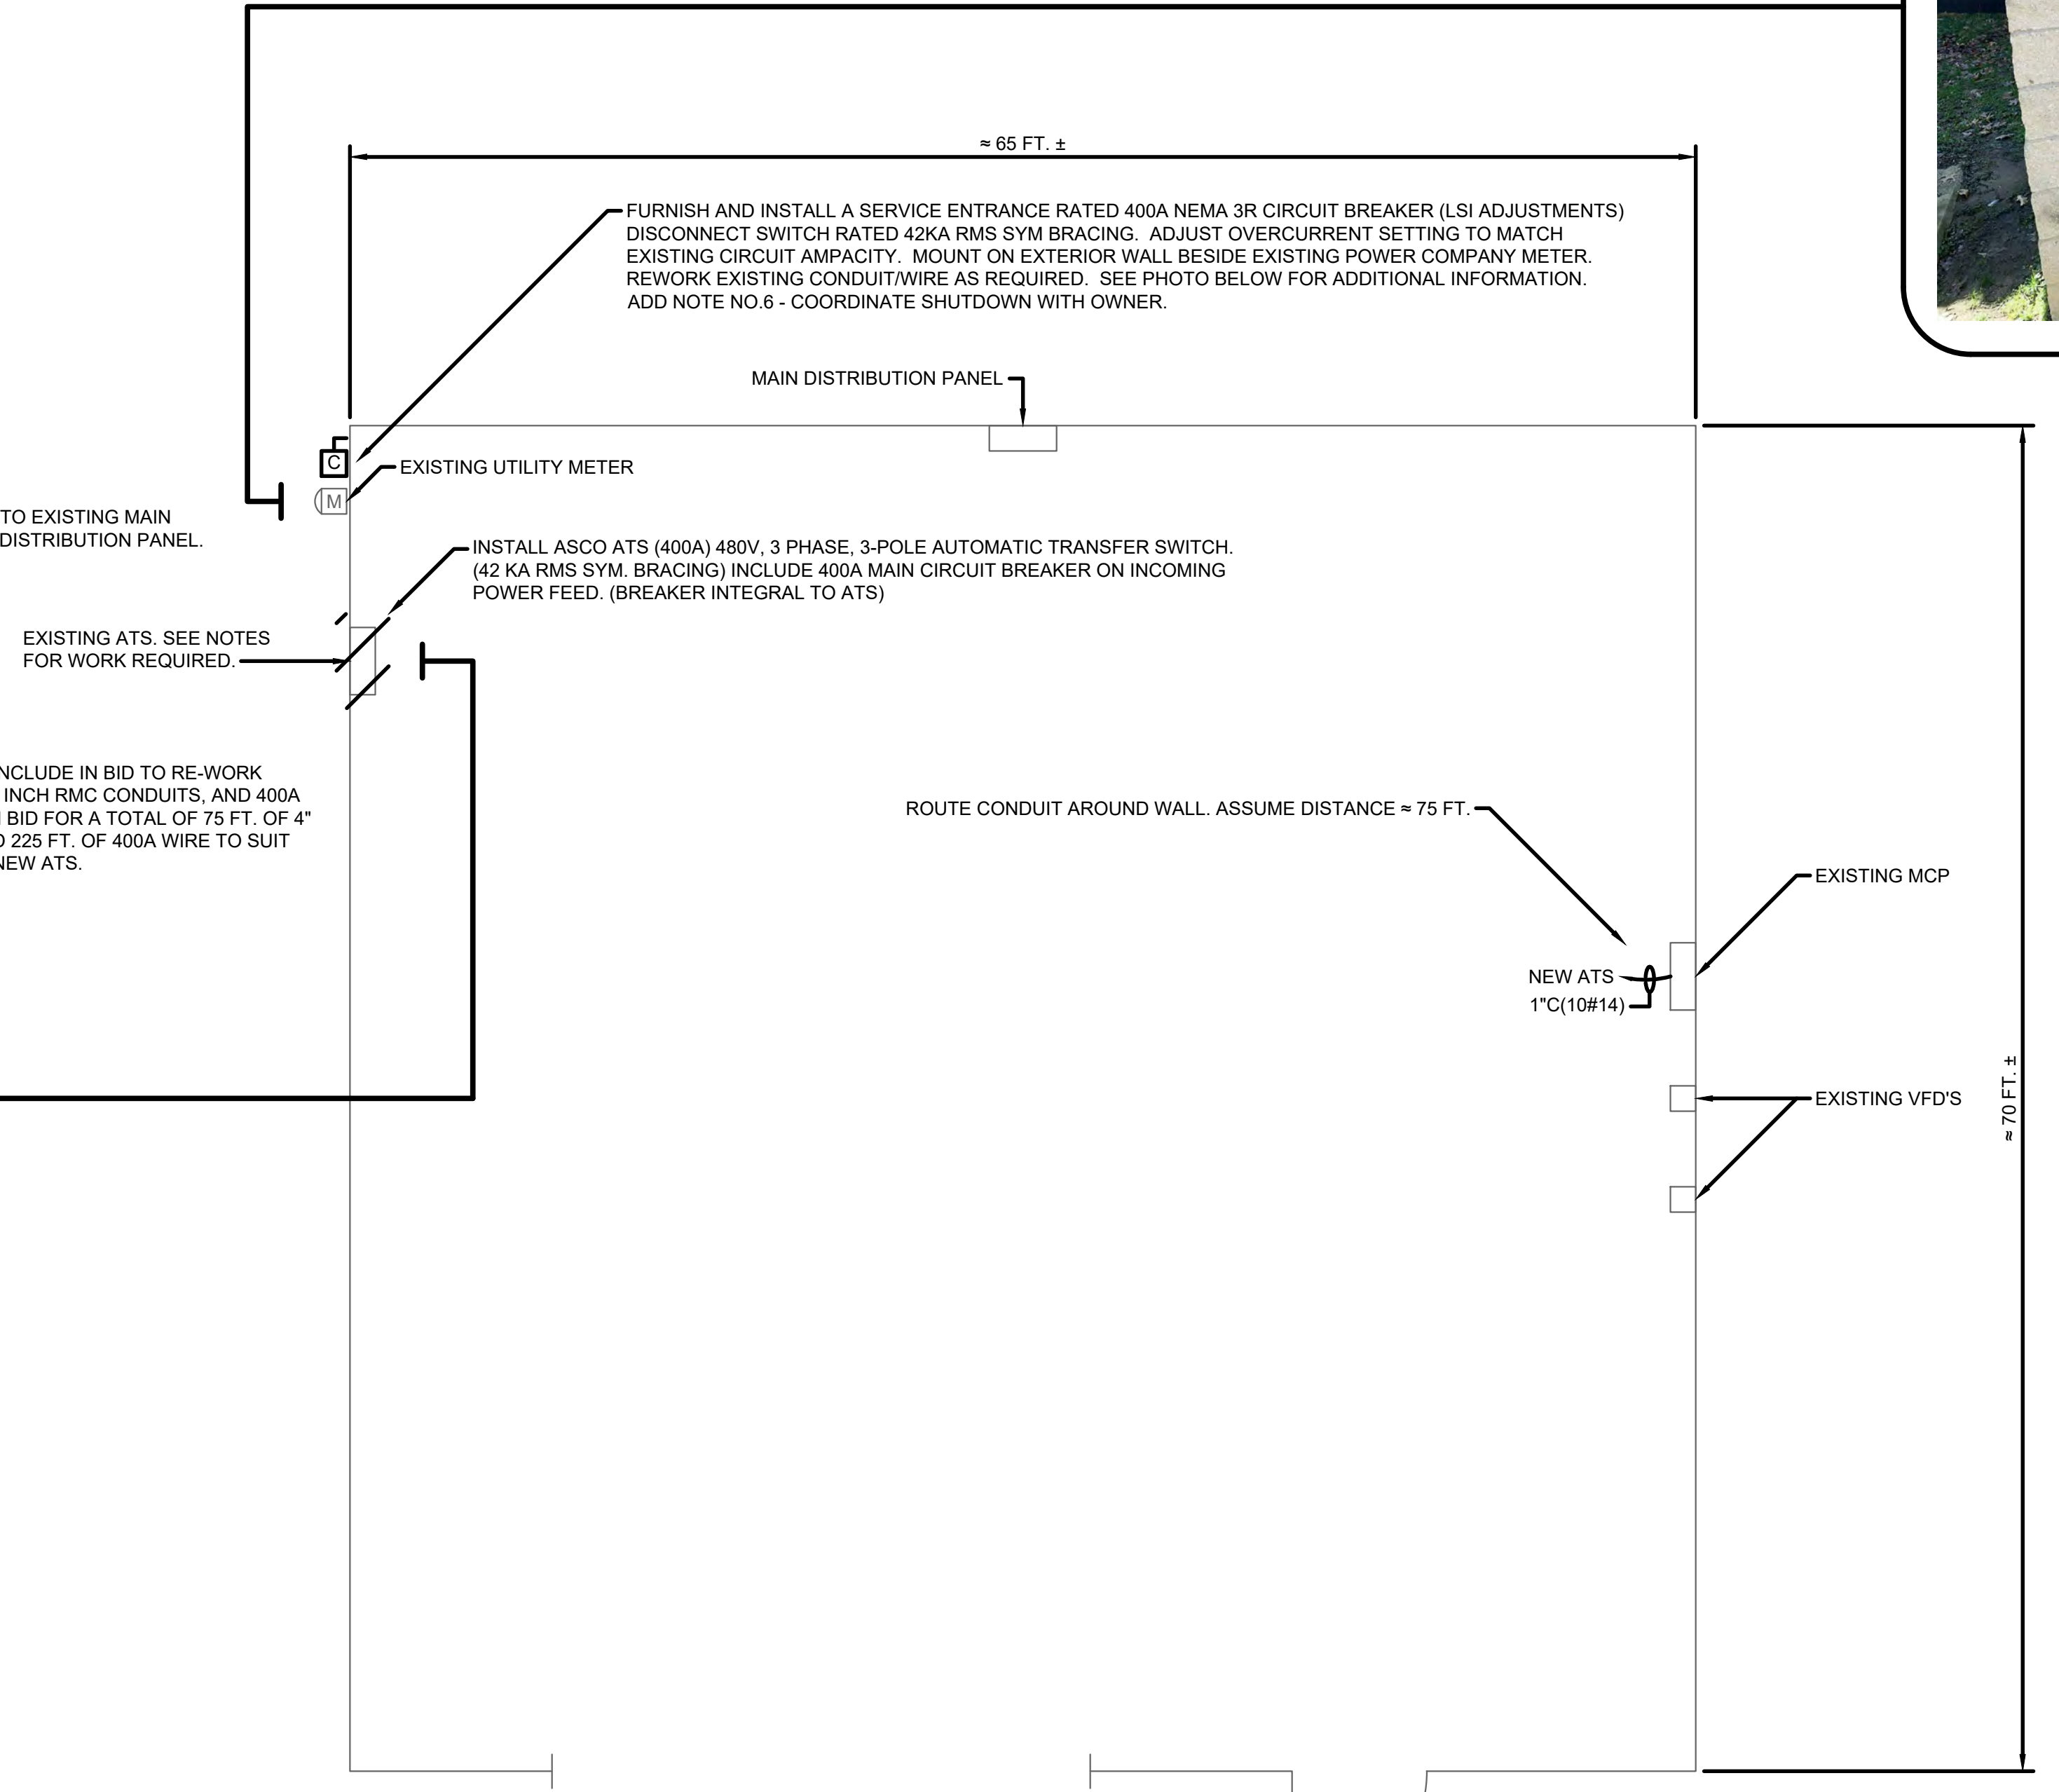 ≈ 65 FT. ±
FURNISH AND INSTALL A SERVICE ENTRANCE RATED 400A NEMA 3R CIRCUIT BREAKER (LSI ADJUSTMENTS)
DISCONNECT SWITCH RATED 42KA RMS SYM BRACING. ADJUST OVERCURRENT SETTING TO MATCH
EXISTING CIRCUIT AMPACITY. MOUNT ON EXTERIOR WALL BESIDE EXISTING POWER COMPANY METER.
REWORK EXISTING CONDUIT/WIRE AS REQUIRED. SEE PHOTO BELOW FOR ADDITIONAL INFORMATION.
ADD NOTE NO.6 - COORDINATE SHUTDOWN WITH OWNER.
MAIN DISTRIBUTION PANEL
C
EXISTING UTILITY METER
M
TO EXISTING MAIN
DISTRIBUTION PANEL.
INSTALL ASCO ATS (400A) 480V, 3 PHASE, 3-POLE AUTOMATIC TRANSFER SWITCH.
(42 KA RMS SYM. BRACING) INCLUDE 400A MAIN CIRCUIT BREAKER ON INCOMING
POWER FEED. (BREAKER INTEGRAL TO ATS)
EXISTING ATS. SEE NOTES
FOR WORK REQUIRED.
INCLUDE IN BID TO RE-WORK
INCH RMC CONDUITS, AND 400A
BID FOR A TOTAL OF 75 FT. OF 4"
225 FT. OF 400A WIRE TO SUIT
NEW ATS.
ROUTE CONDUIT AROUND WALL. ASSUME DISTANCE ≈ 75 FT.
EXISTING MCP
NEW ATS
1"C(10#14)
EXISTING VFD'S
≈ 70 FT. ±